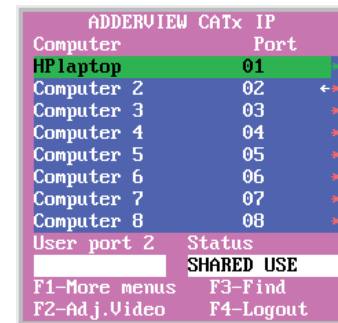 ADDERVIEW CATx IP
Computer Port
HPlaptop 01 *
Computer 2 02 ←*
Computer 3 03 *
Computer 4 04 *
Computer 5 05 *
Computer 6 06 *
Computer 7 07 *
Computer 8 08 *
User port 2 Status
SHARED USE
F1-More menus F3-Find
F2-Adj.Video F4-Logout